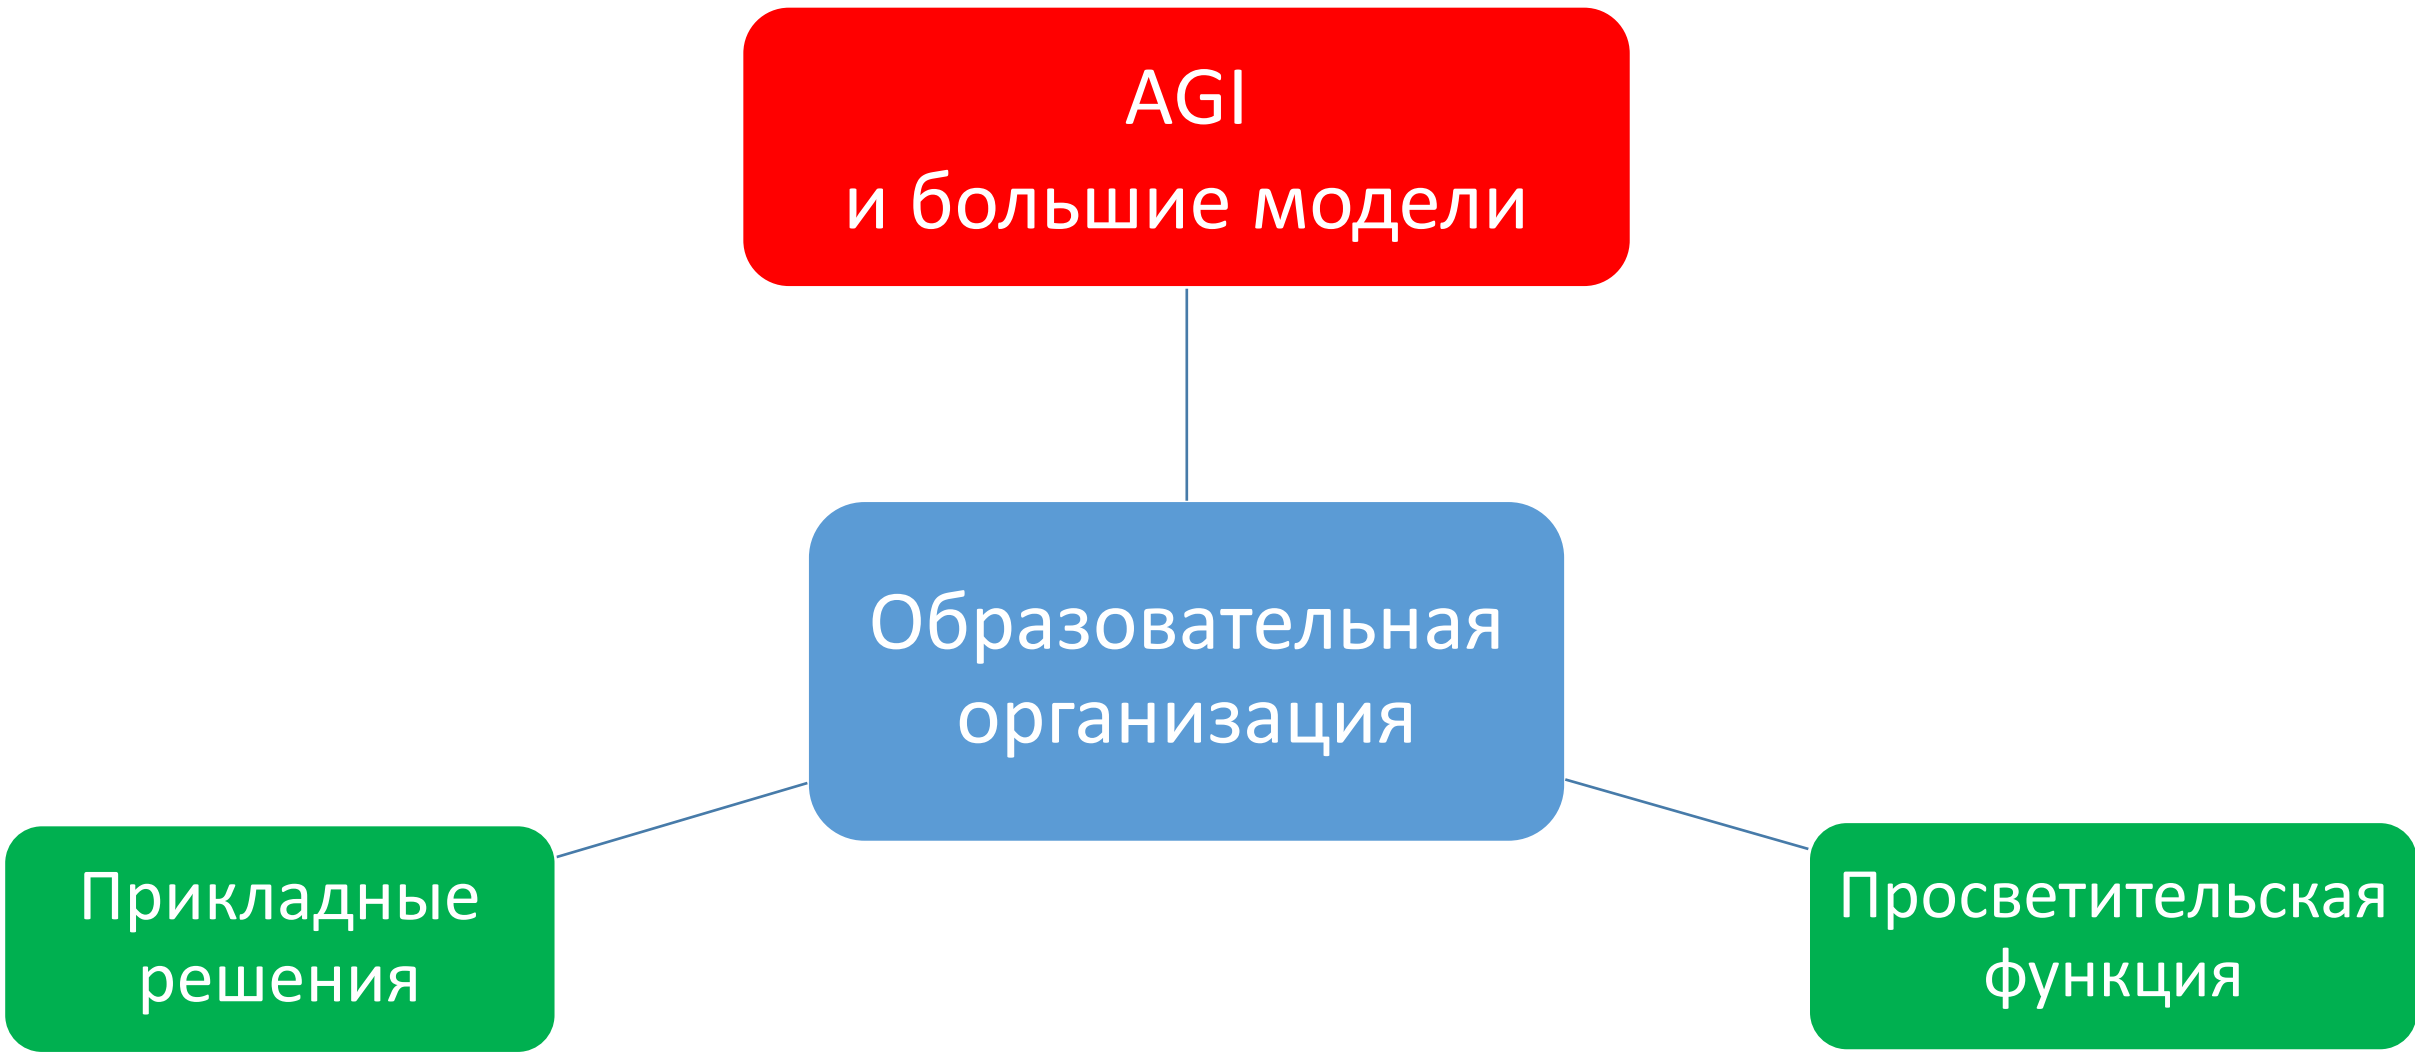 AGI
и большие модели
Образовательная
организация
Прикладные
решения
Просветительская
функция